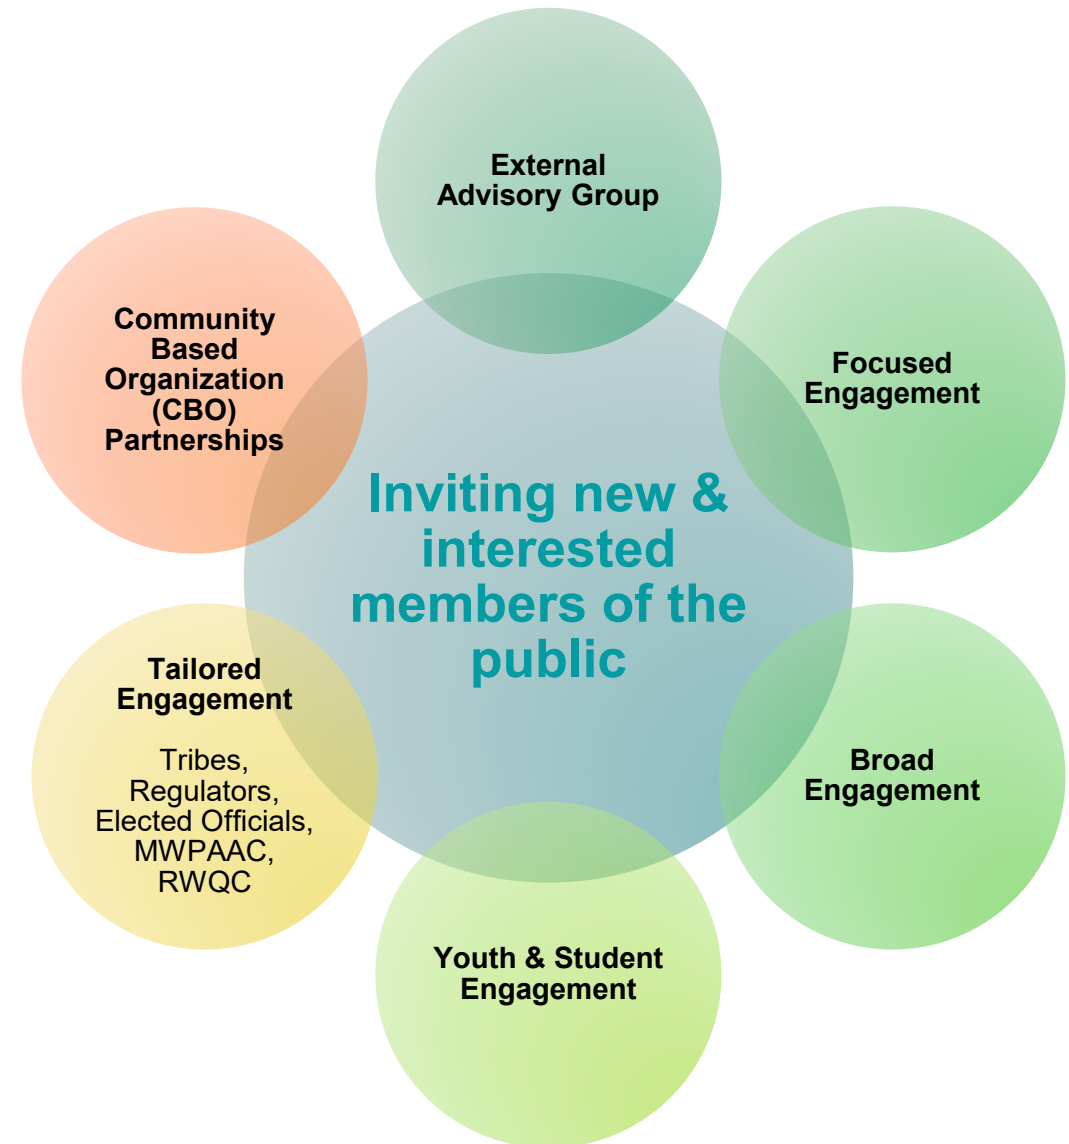 External
Advisory Group
Focused
Engagement
Broad
Engagement
Youth & Student
Engagement
Tailored
Engagement
Tribes,
Regulators,
Elected Officials,
MWPAAC,
RWQC
Community
Based
Organization
(CBO)
Partnerships
Inviting new &
interested
members of the
public